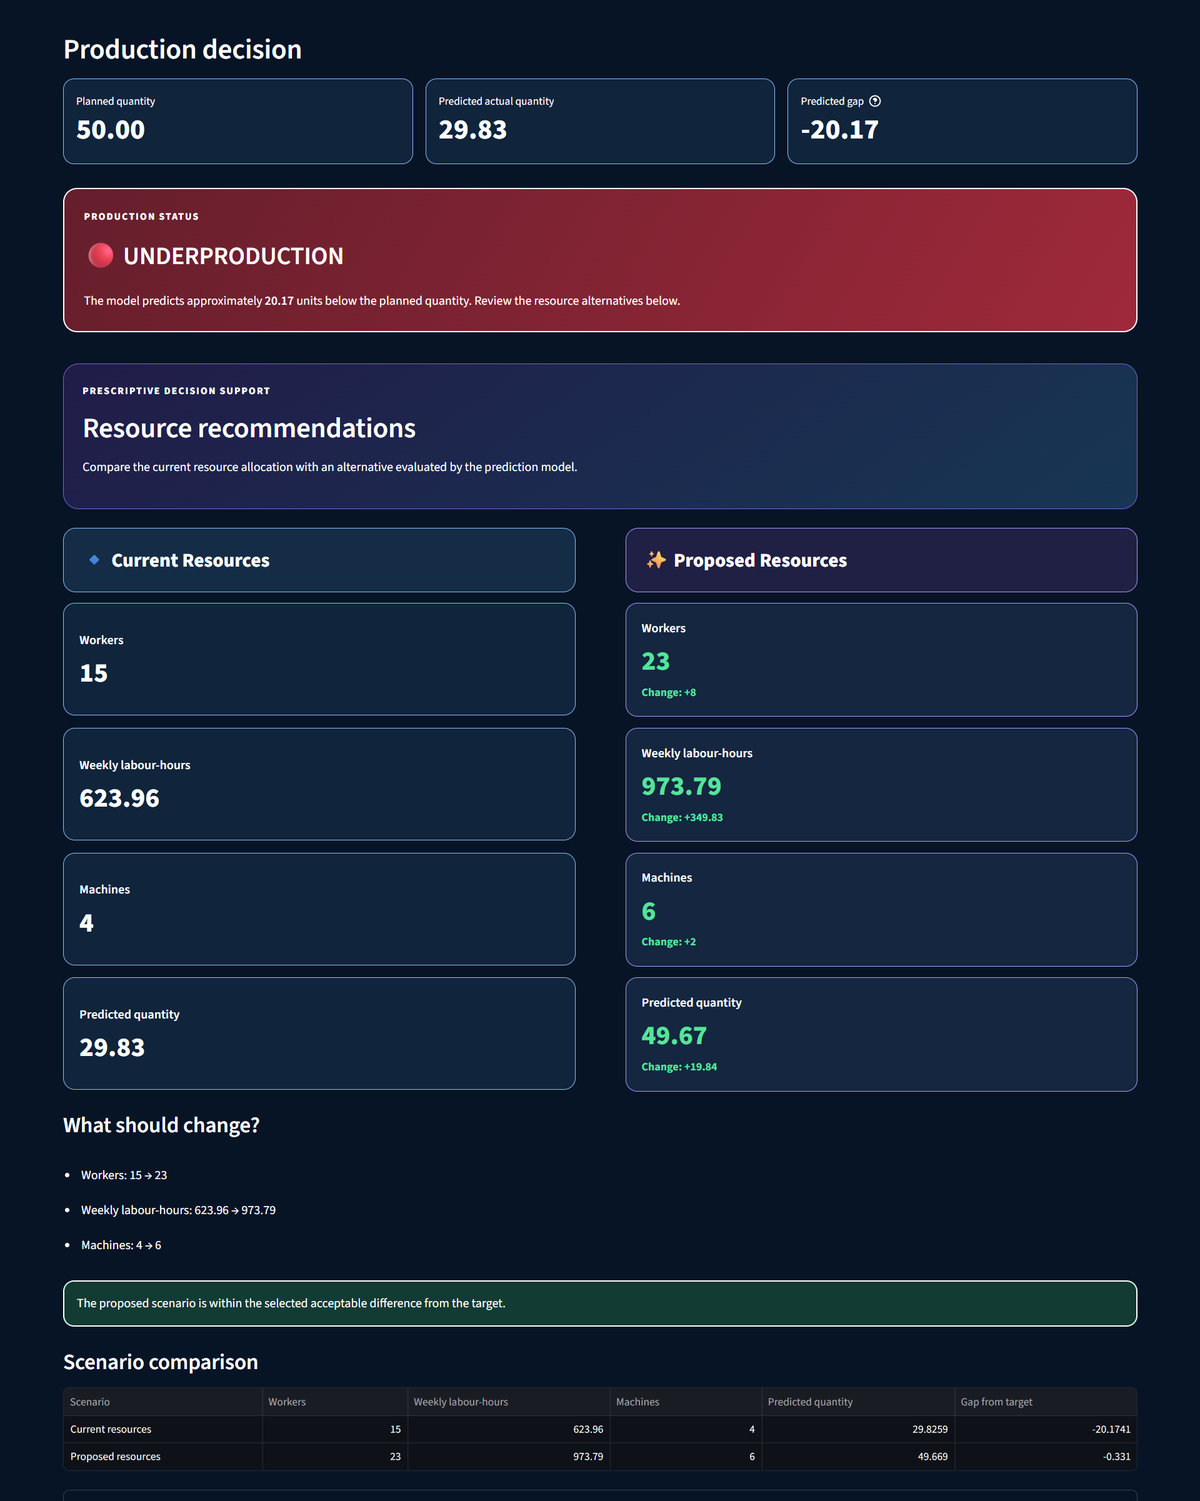 Production decision
Planned quantity
50.00
Predicted actual quantity
29.83
Predicted gap
-20.17
PRODUCTION STATUS
UNDERPRODUCTION
The model predicts approximately 20.17 units below the planned quantity. Review the resource alternatives below.
PRESCRIPTIVE DECISION SUPPORT
Resource recommendations
Compare the current resource allocation with an alternative evaluated by the prediction model.
Current Resources
Workers
15
Weekly labour-hours
623.96
Machines
4
Predicted quantity
29.83
Proposed Resources
Workers
23
Change: +8
Weekly labour-hours
973.79
Change: +349.83
Machines
6
Change: +2
Predicted quantity
49.67
Change: +19.84
What should change?
• Workers: 15 → 23
• Weekly labour-hours: 623.96 → 973.79
• Machines: 4 → 6
The proposed scenario is within the selected acceptable difference from the target.
Scenario comparison
Scenario Workers Weekly labour-hours Machines Predicted quantity Gap from target
Current resources 15 623.96 4 29.8259 -20.1741
Proposed resources 23 973.79 6 49.669 -0.331